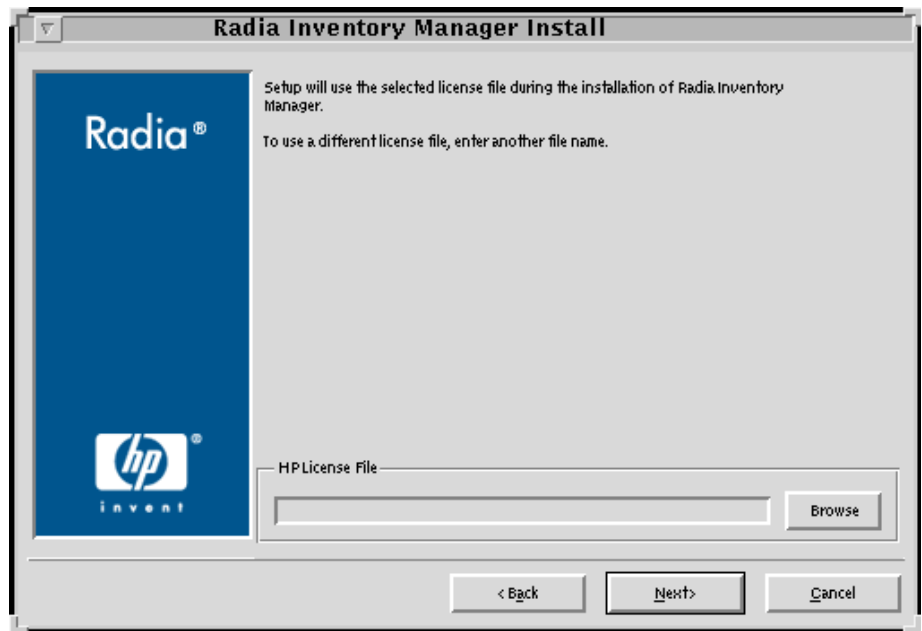 Radia Inventory Manager Install
Radia®
Setup will use the selected license file during the installation of Radia Inventory
Manager.
To use a different license file, enter another file name.
hp®
invent
HP License File
Browse
< Back
Next>
Cancel